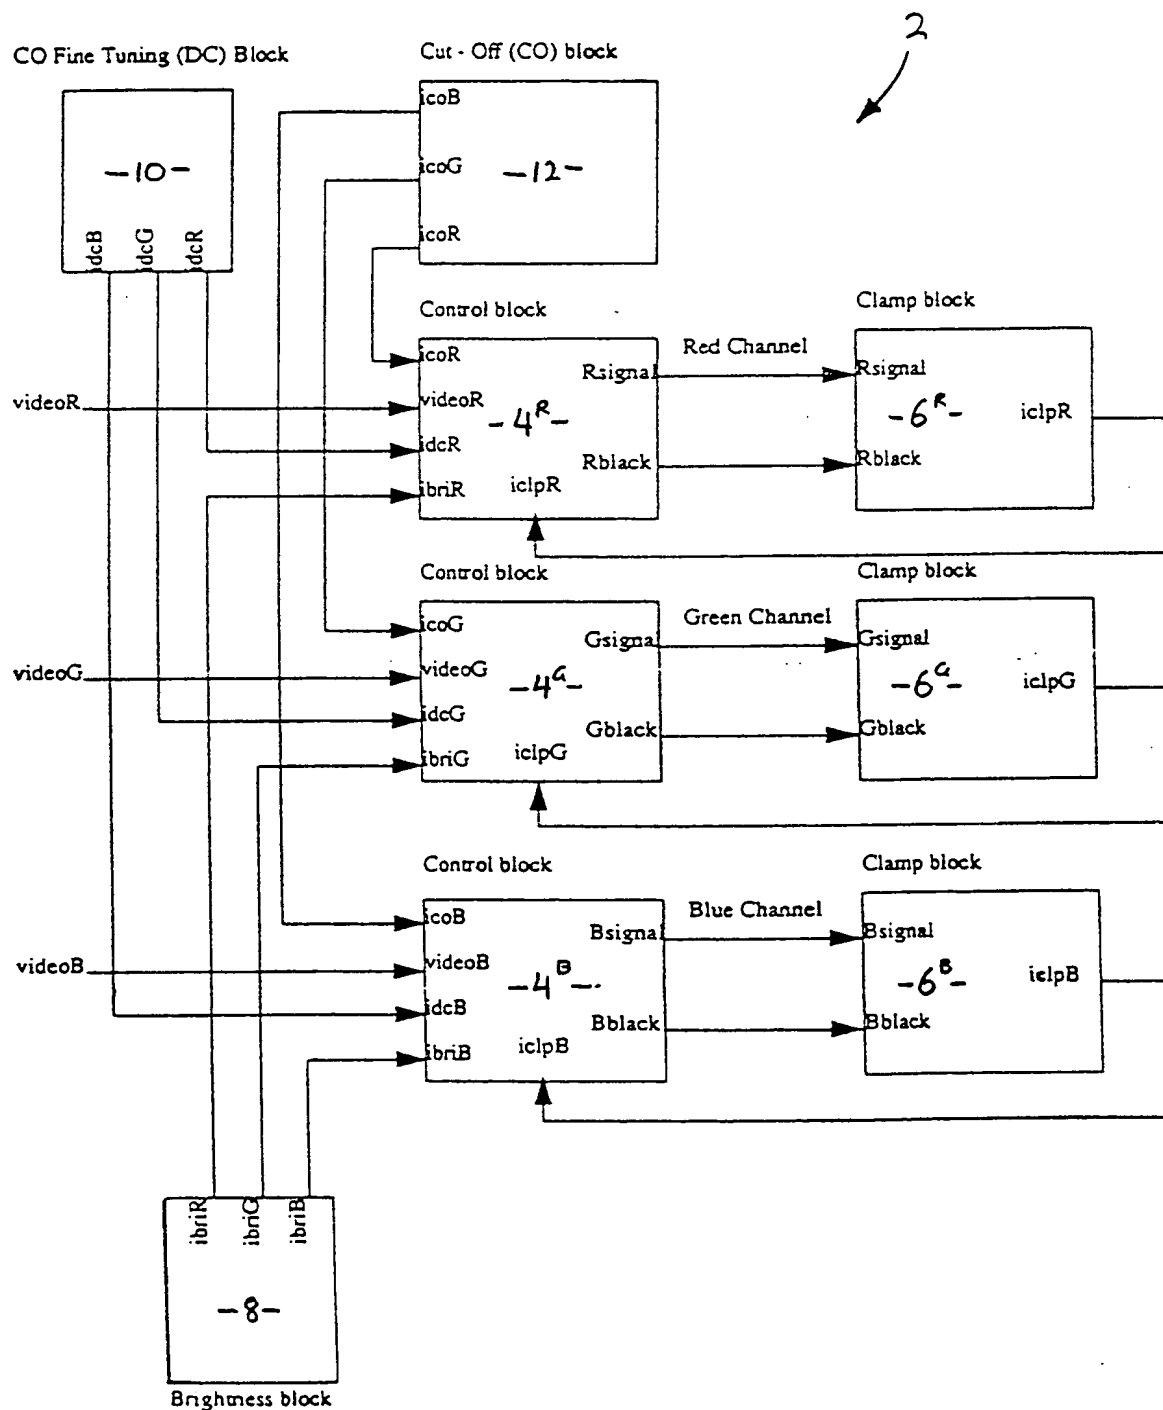 2
CO Fine Tuning (DC) Block
Cut - Off (CO) block
-10-
idcB
idcG
idcR
icoB
icoG
icoR
-12-
Control block
Clamp block
Red Channel
icoR
videoR
videoR
idcR
ibriR
-4R-
iclpR
Rsignal
Rblack
Rsignal
Rblack
-6R-
iclpR
Control block
Clamp block
Green Channel
icoG
videoG
videoG
idcG
ibriG
-4G-
iclpG
Gsignal
Gblack
Gsignal
Gblack
-6G-
iclpG
Control block
Clamp block
Blue Channel
icoB
videoB
videoB
idcB
ibriB
-4B-
iclpB
Bsignal
Bblack
Bsignal
Bblack
-6B-
iclpB
ibriR
ibriG
ibriB
-8-
Brightness block